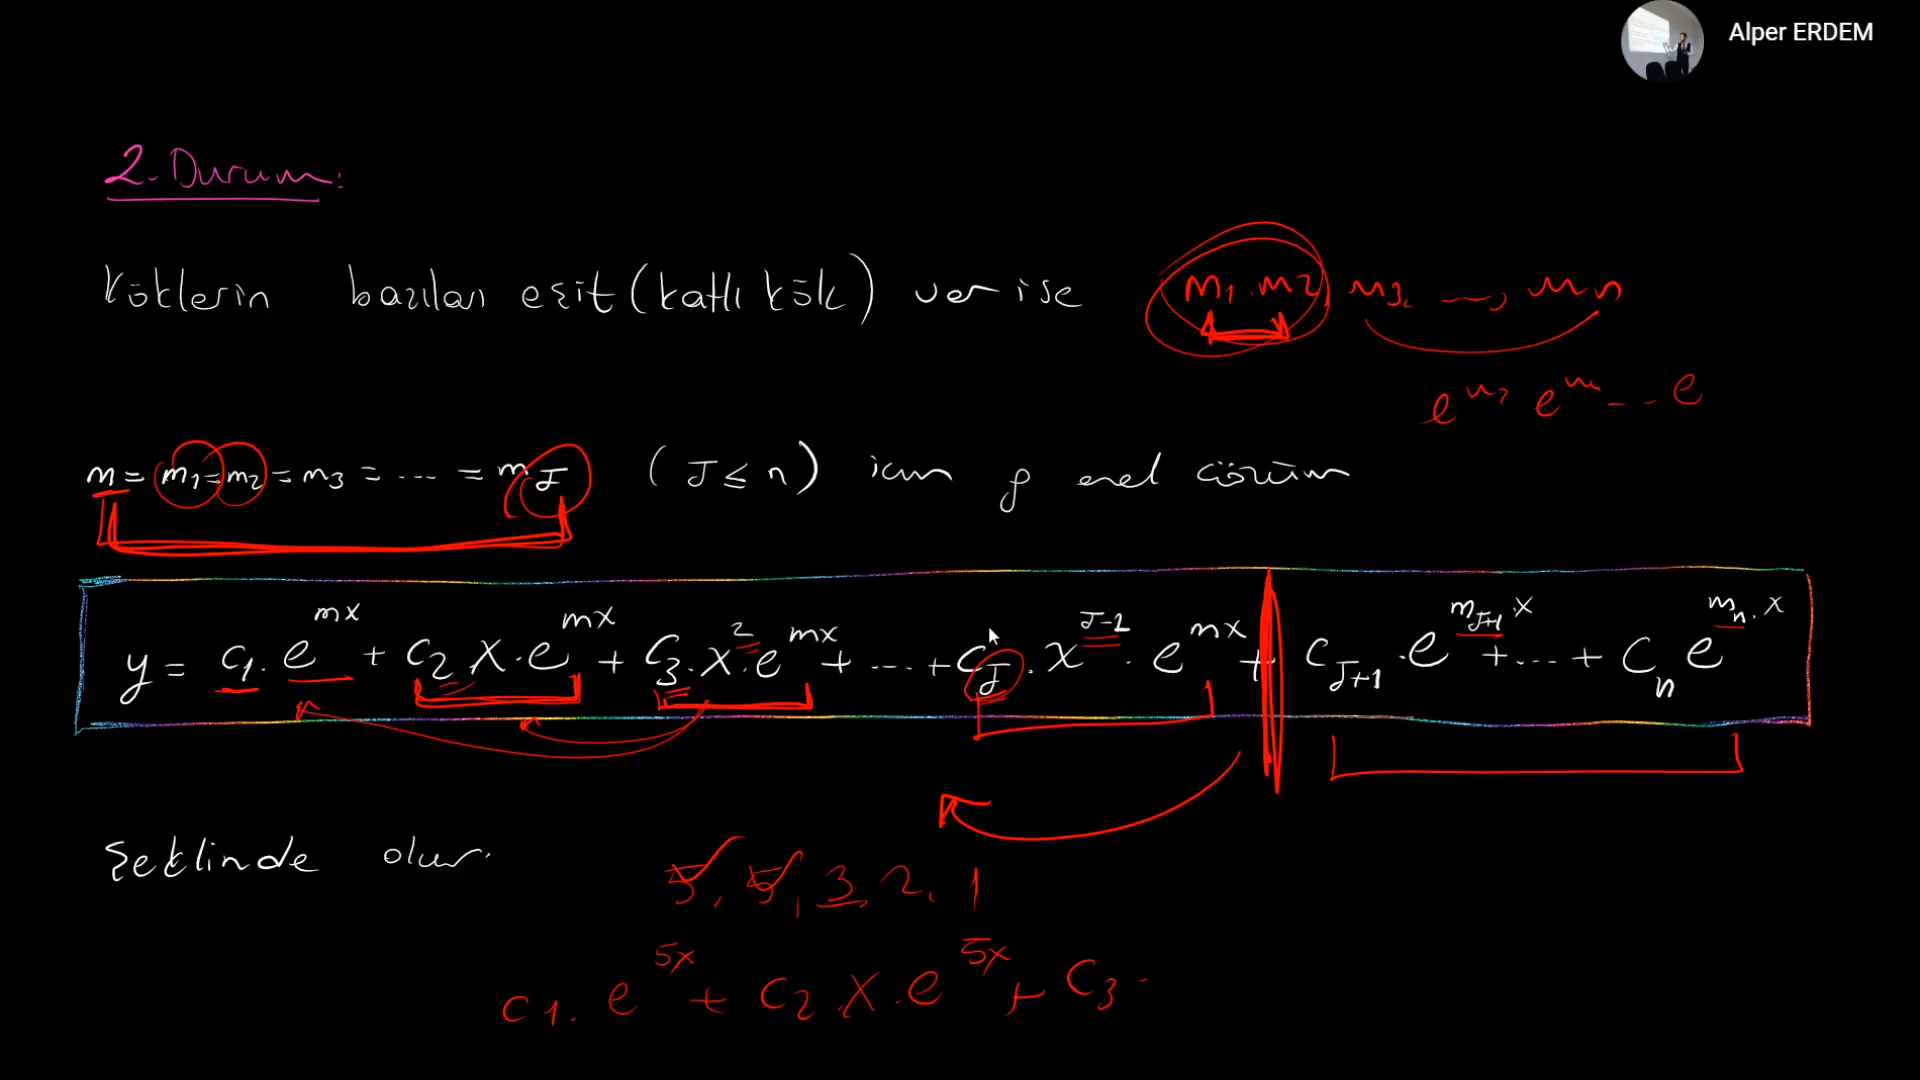 Alper ERDEM
2. Durum:
Köklerin bazıları eşit (katlı kök) var ise m1, m2, m3, ..., mn
e^m3 e^m ... e
m = m1 = m2 = m3 = ... = mJ (J ≤ n) için genel çözüm
y = c1 . e^mx + c2 x . e^mx + c3 . x^2 . e^mx + ... + cJ . x^J-1 . e^mx + cJ+1 . e^mJ+1 . x + ... + cn e^mn . x
şeklinde olur.
5, 5, 3, 2, 1
c1 . e^5x + c2 . x . e^5x + c3 .